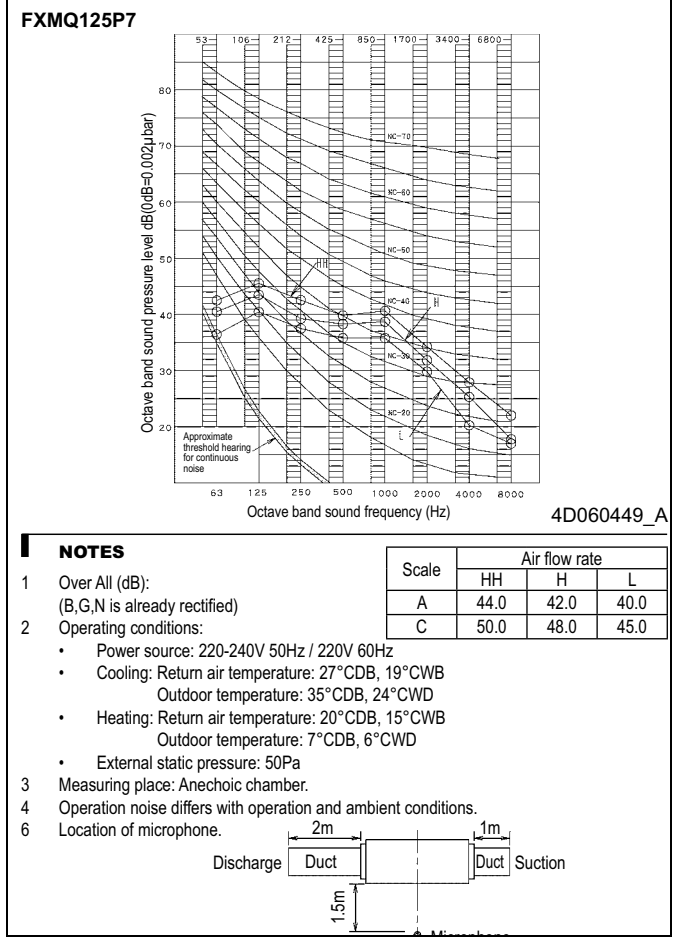 FXMQ125P7
53 106 212 425 850 1700 3400 6800
Octave band sound pressure level dB(0dB=0.002µbar)
80
70
60
50
40
30
20
NC-70
NC-60
NC-50
NC-40
NC-30
NC-20
HH
H
L
Approximate
threshold hearing
for continuous
noise
63 125 250 500 1000 2000 4000 8000
Octave band sound frequency (Hz)
4D060449_A
NOTES
Scale Air flow rate
HH H L
A 44.0 42.0 40.0
C 50.0 48.0 45.0
1 Over All (dB):
(B,G,N is already rectified)
2 Operating conditions:
• Power source: 220-240V 50Hz / 220V 60Hz
• Cooling: Return air temperature: 27°CDB, 19°CWB
Outdoor temperature: 35°CDB, 24°CWD
• Heating: Return air temperature: 20°CDB, 15°CWB
Outdoor temperature: 7°CDB, 6°CWD
• External static pressure: 50Pa
3 Measuring place: Anechoic chamber.
4 Operation noise differs with operation and ambient conditions.
6 Location of microphone.
2m 1m
Discharge Duct Duct Suction
1.5m